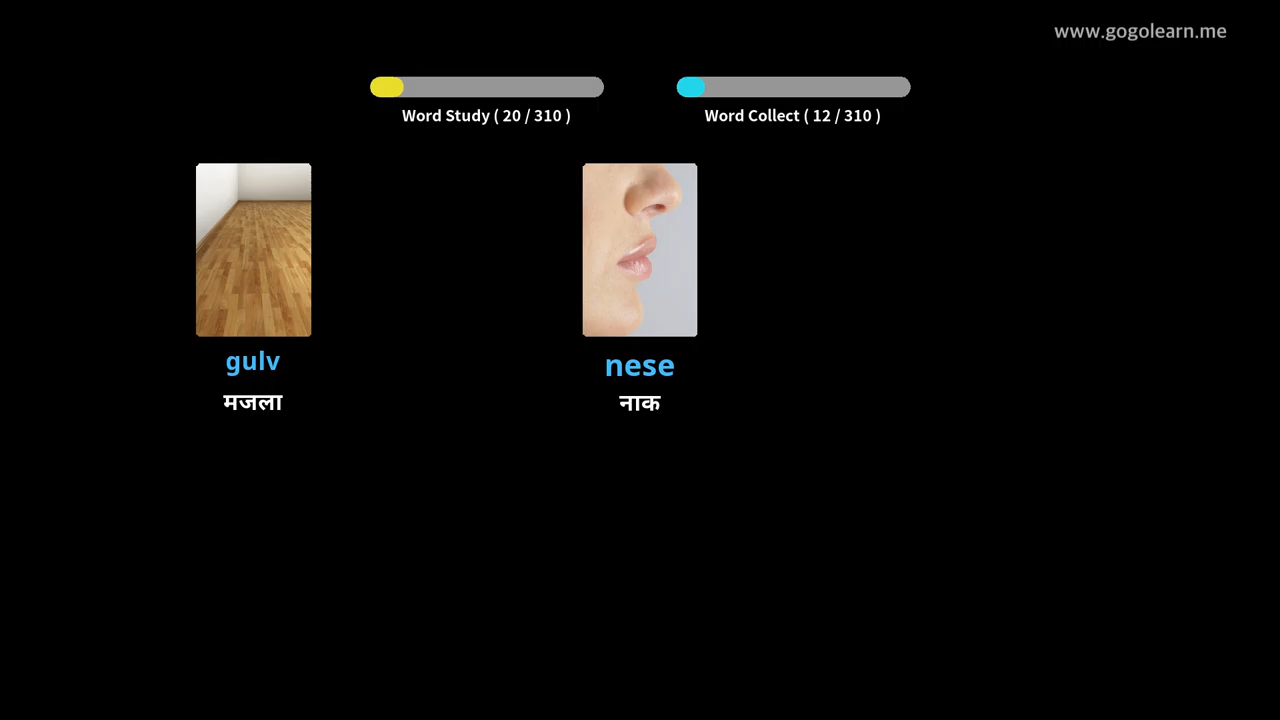 www.gogolearn.me
Word Study ( 20 / 310 )
Word Collect ( 12 / 310 )
gulv
मजला
nese
नाक